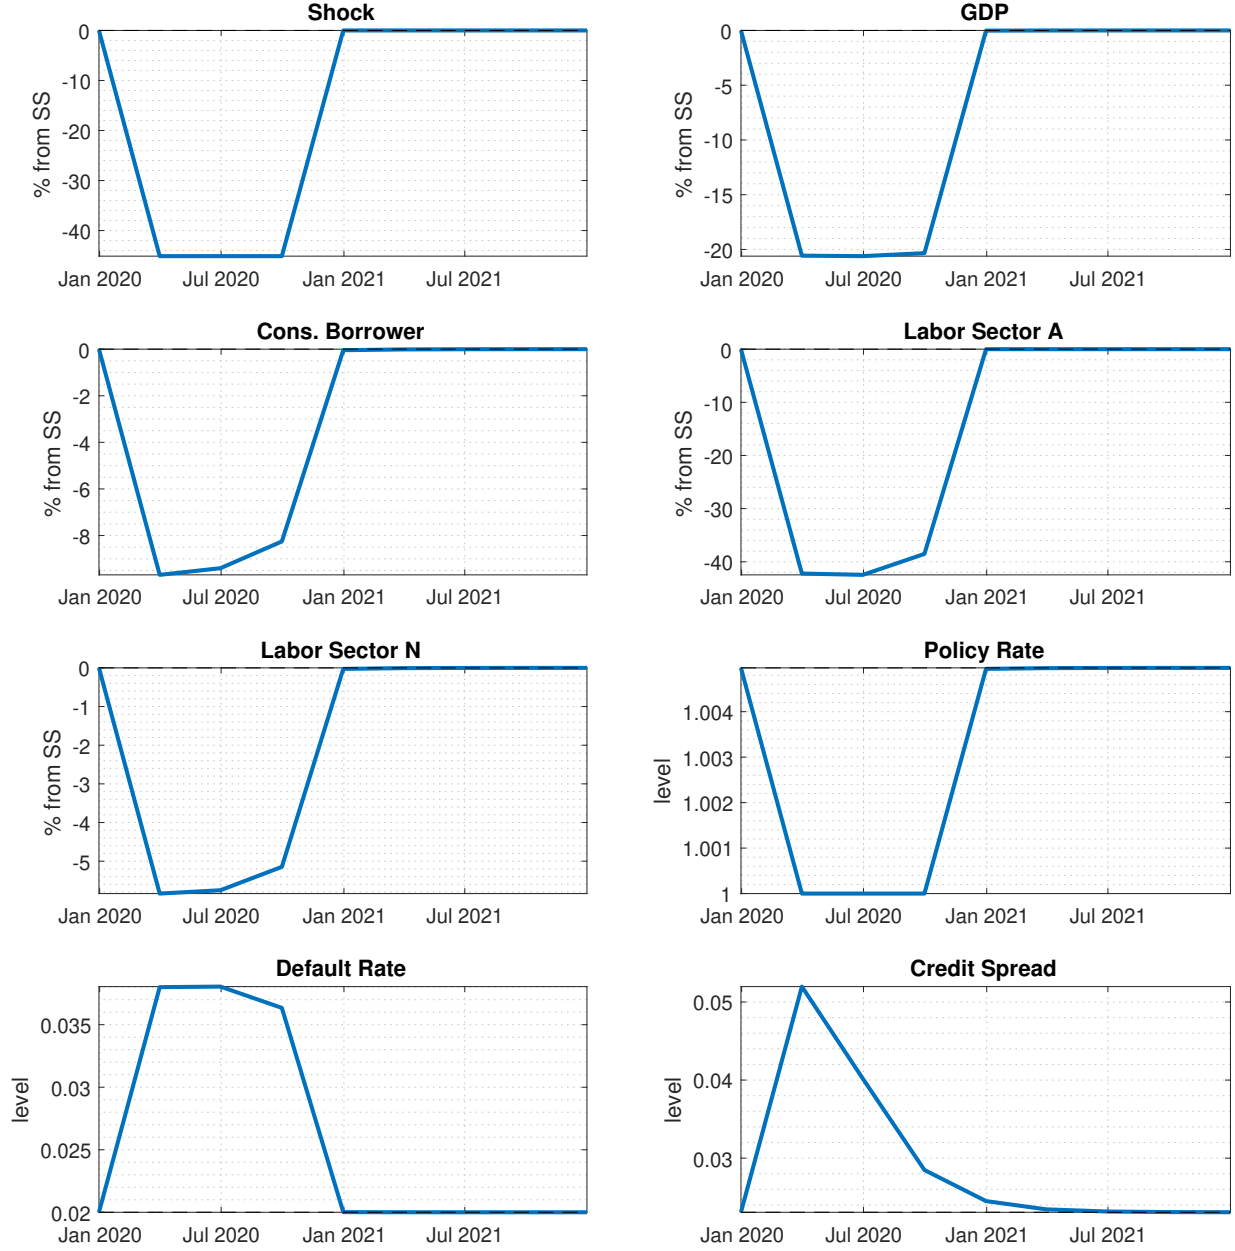 Shock
% from SS
0
-10
-20
-30
-40
Jan 2020 Jul 2020 Jan 2021 Jul 2021
GDP
% from SS
0
-5
-10
-15
-20
Jan 2020 Jul 2020 Jan 2021 Jul 2021
Cons. Borrower
% from SS
0
-2
-4
-6
-8
Jan 2020 Jul 2020 Jan 2021 Jul 2021
Labor Sector A
% from SS
0
-10
-20
-30
-40
Jan 2020 Jul 2020 Jan 2021 Jul 2021
Labor Sector N
% from SS
0
-1
-2
-3
-4
-5
Jan 2020 Jul 2020 Jan 2021 Jul 2021
Policy Rate
level
1.004
1.003
1.002
1.001
1
Jan 2020 Jul 2020 Jan 2021 Jul 2021
Default Rate
level
0.035
0.03
0.025
0.02
Jan 2020 Jul 2020 Jan 2021 Jul 2021
Credit Spread
level
0.05
0.04
0.03
Jan 2020 Jul 2020 Jan 2021 Jul 2021